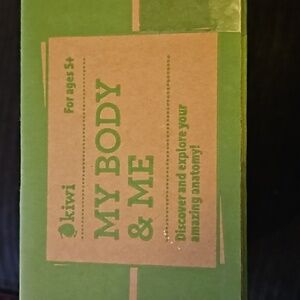 kiwi
For ages 5+
MY BODY
& ME
Discover and explore your
amazing anatomy!